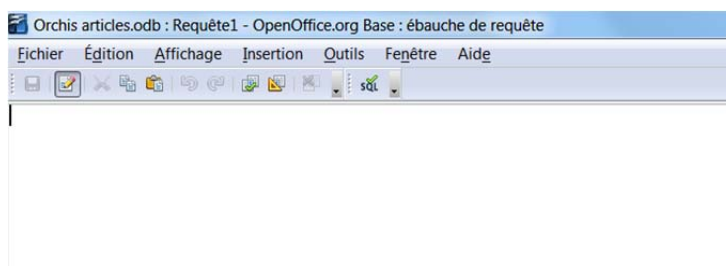 Orchis articles.odb : Requête1 - OpenOffice.org Base : ébauche de requête
Fichier Édition Affichage Insertion Outils Fenêtre Aide
SQL